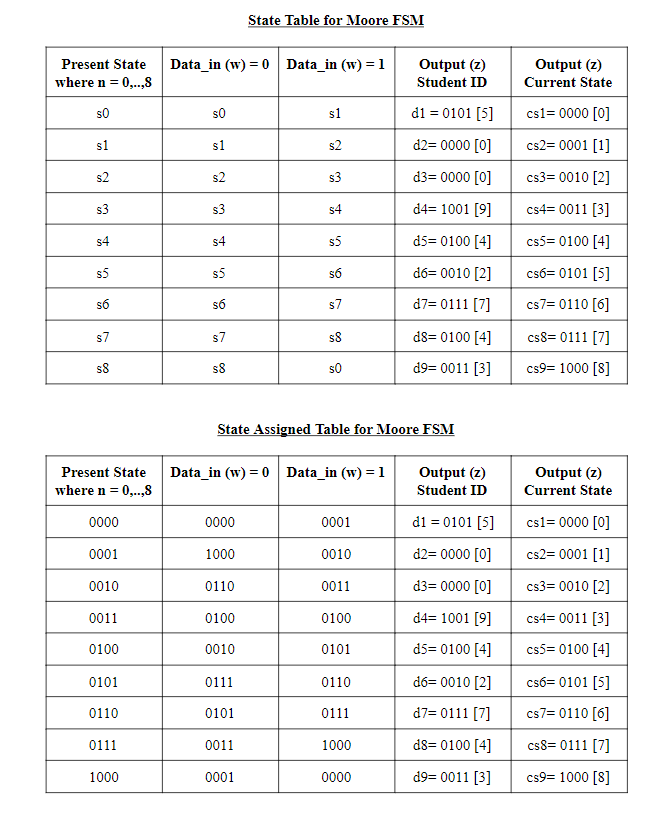 State Table for Moore FSM
Present State Data_in (w) = 0 Data_in (w) = 1 Output (z) Output (z)
where n = 0,..,8 Student ID Current State
s0 s0 s1 d1 = 0101 [5] cs1= 0000 [0]
s1 s1 s2 d2= 0000 [0] cs2= 0001 [1]
s2 s2 s3 d3= 0000 [0] cs3= 0010 [2]
s3 s3 s4 d4= 1001 [9] cs4= 0011 [3]
s4 s4 s5 d5= 0100 [4] cs5= 0100 [4]
s5 s5 s6 d6= 0010 [2] cs6= 0101 [5]
s6 s6 s7 d7= 0111 [7] cs7= 0110 [6]
s7 s7 s8 d8= 0100 [4] cs8= 0111 [7]
s8 s8 s0 d9= 0011 [3] cs9= 1000 [8]
State Assigned Table for Moore FSM
Present State Data_in (w) = 0 Data_in (w) = 1 Output (z) Output (z)
where n = 0,..,8 Student ID Current State
0000 0000 0001 d1 = 0101 [5] cs1= 0000 [0]
0001 1000 0010 d2= 0000 [0] cs2= 0001 [1]
0010 0110 0011 d3= 0000 [0] cs3= 0010 [2]
0011 0100 0100 d4= 1001 [9] cs4= 0011 [3]
0100 0010 0101 d5= 0100 [4] cs5= 0100 [4]
0101 0111 0110 d6= 0010 [2] cs6= 0101 [5]
0110 0101 0111 d7= 0111 [7] cs7= 0110 [6]
0111 0011 1000 d8= 0100 [4] cs8= 0111 [7]
1000 0001 0000 d9= 0011 [3] cs9= 1000 [8]